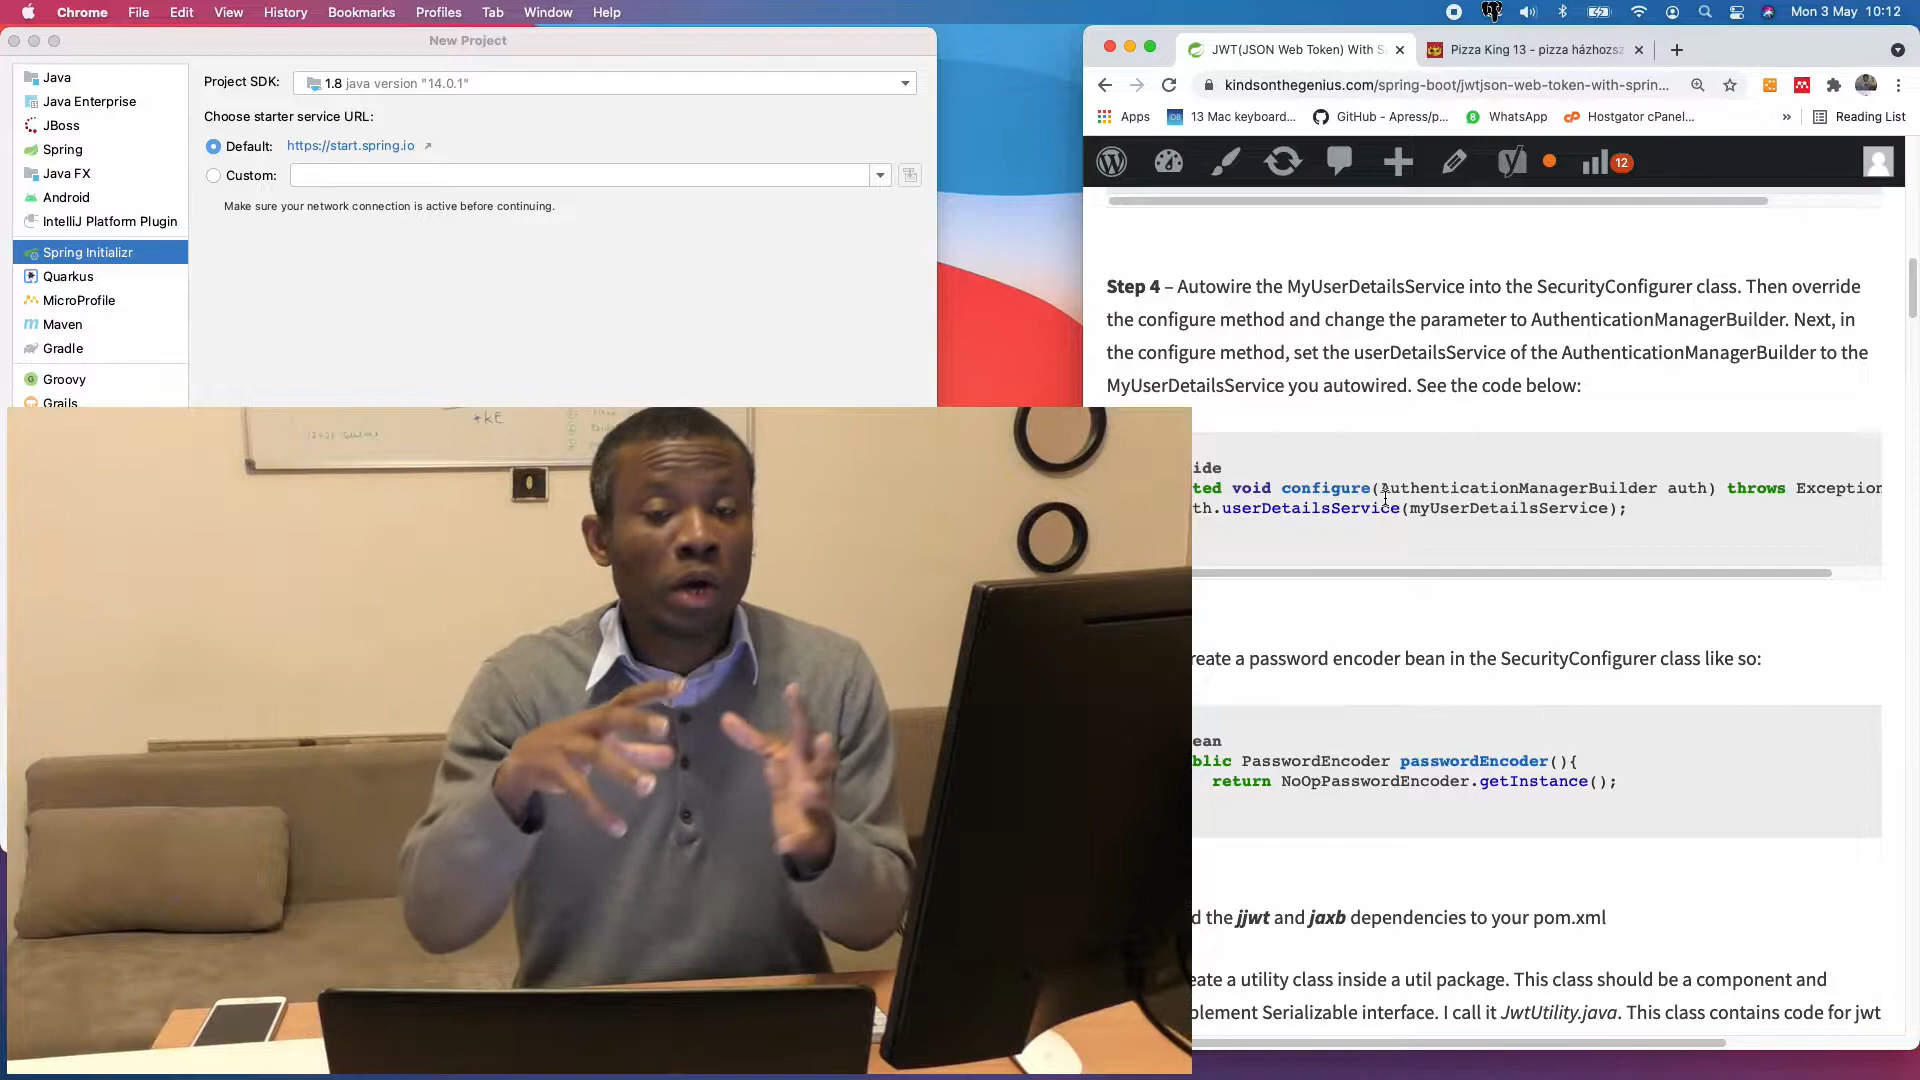 Chrome File Edit View History Bookmarks Profiles Tab Window Help
Mon 3 May 10:12
New Project
Java
Java Enterprise
JBoss
Spring
Java FX
Android
IntelliJ Platform Plugin
Spring Initializr
Quarkus
MicroProfile
Maven
Gradle
Groovy
Grails
Project SDK: 1.8 java version "14.0.1"
Choose starter service URL:
Default: https://start.spring.io
Custom:
Make sure your network connection is active before continuing.
JWT(JSON Web Token) With S
Pizza King 13 - pizza házhozsz
kindsonthegenius.com/spring-boot/jwtjson-web-token-with-sprin...
Apps 13 Mac keyboard... GitHub - Apress/p... WhatsApp Hostgator cPanel... » Reading List
12
Step 4 – Autowire the MyUserDetailsService into the SecurityConfigurer class. Then override
the configure method and change the parameter to AuthenticationManagerBuilder. Next, in
the configure method, set the userDetailsService of the AuthenticationManagerBuilder to the
MyUserDetailsService you autowired. See the code below:
ide
ted void configure(AuthenticationManagerBuilder auth) throws Exception
th.userDetailsService(myUserDetailsService);
reate a password encoder bean in the SecurityConfigurer class like so:
ean
blic PasswordEncoder passwordEncoder(){
return NoOpPasswordEncoder.getInstance();
d the jjwt and jaxb dependencies to your pom.xml
eate a utility class inside a util package. This class should be a component and
plement Serializable interface. I call it JwtUtility.java. This class contains code for jwt